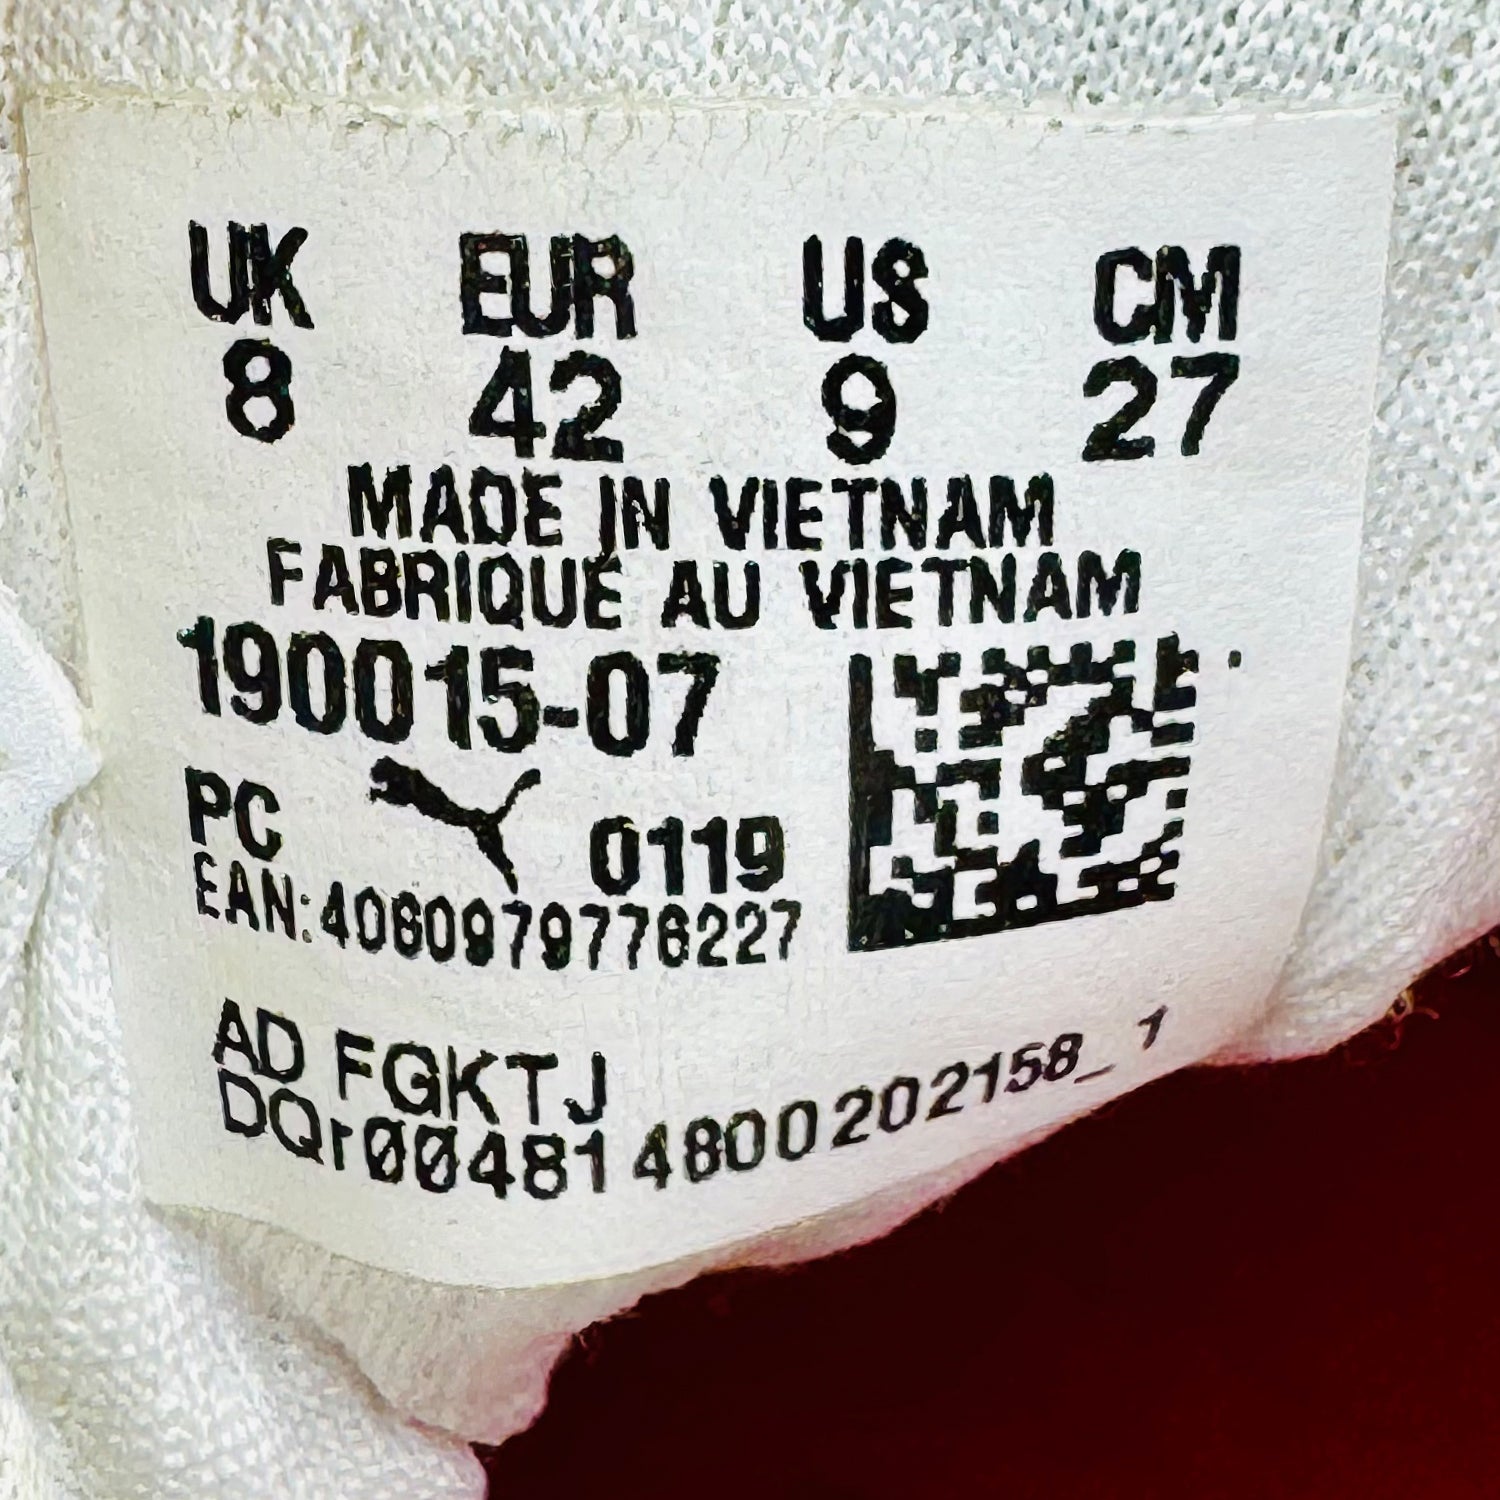 UK EUR US CM
8 42 9 27
MADE IN VIETNAM
FABRIQUÉ AU VIETNAM
190015-07
PC 0119
EAN:4060979776227
AD FGKTJ
DQr004814800202158_1